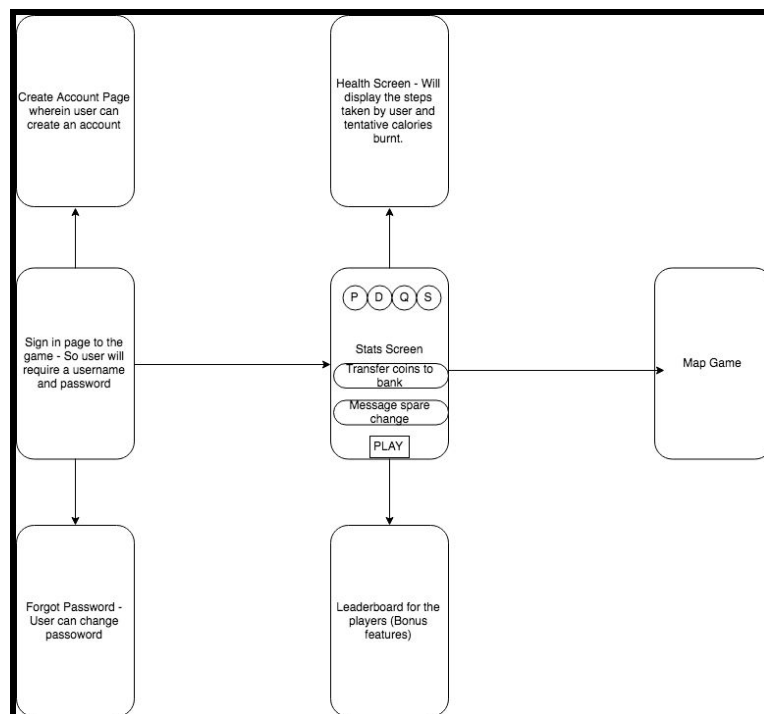 Create Account Page
wherein user can
create an account
Health Screen - Will
display the steps
taken by user and
tentative calories
burnt.
Sign in page to the
game - So user will
require a username
and password
P D Q S
Stats Screen
Transfer coins to
bank
Message spare
change
PLAY
Map Game
Forgot Password -
User can change
passoword
Leaderboard for the
players (Bonus
features)